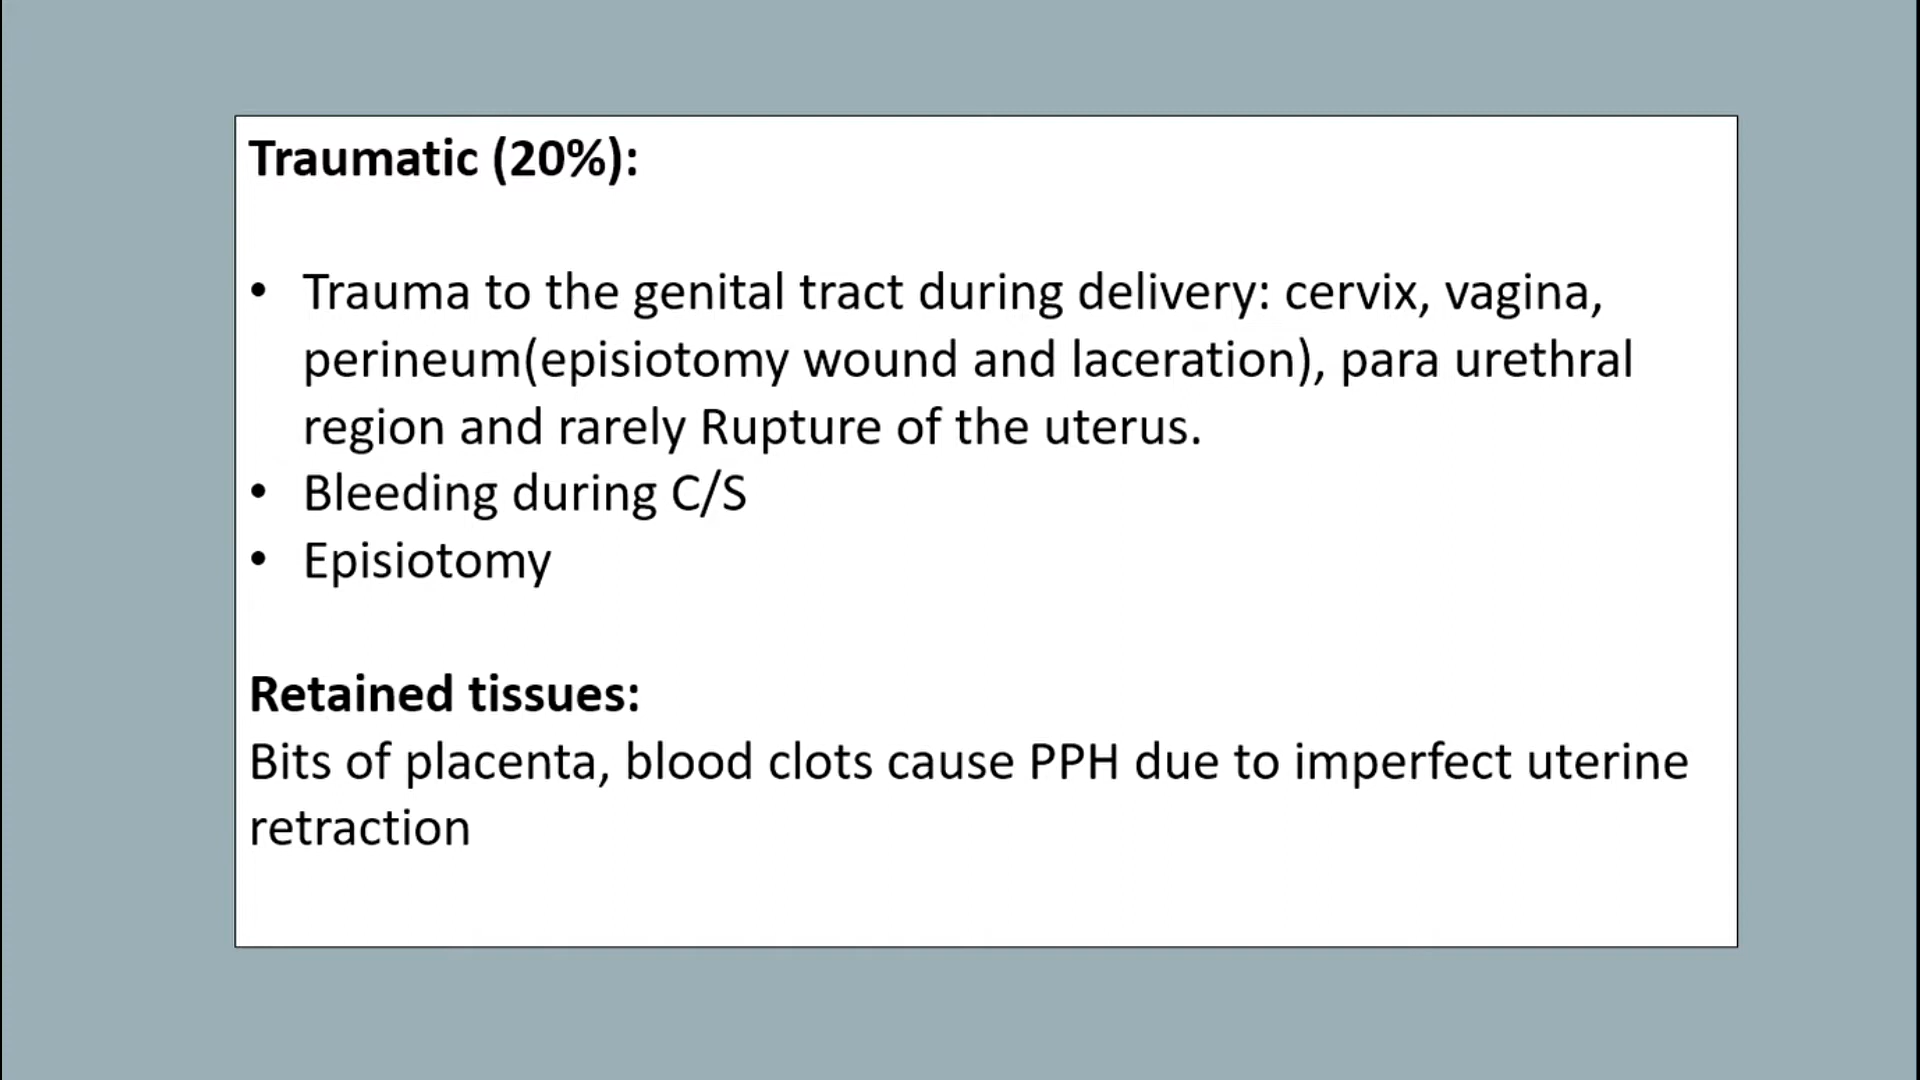 Traumatic (20%):
• Trauma to the genital tract during delivery: cervix, vagina,
perineum(episiotomy wound and laceration), para urethral
region and rarely Rupture of the uterus.
• Bleeding during C/S
• Episiotomy
Retained tissues:
Bits of placenta, blood clots cause PPH due to imperfect uterine
retraction